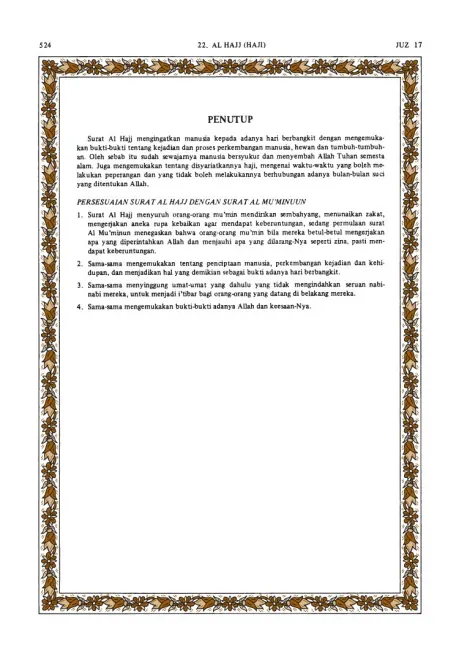 524
22. AL HAJJ (HAJI)
JUZ 17
PENUTUP
Surat Al Hajj mengingatkan manusia kepada adanya hari berbangkit dengan mengemuka-
kan bukti-bukti tentang kejadian dan proses perkembangan manusia, hewan dan tumbuh-tumbuh-
an. Oleh sebab itu sudah sewajarnya manusia bersyukur dan menyembah Allah Tuhan semesta
alam. Juga mengemukakan tentang disyari'atkannya haji, mengenai waktu-waktu yang boleh me-
lakukan peperangan dan yang tidak boleh melakukannya berhubungan adanya bulan-bulan suci
yang ditentukan Allah.
PERSESUAIAN SURAT AL HAJJ DENGAN SURAT AL MU'MINUUN
1. Surat Al Hajj menyuruh orang-orang mu'min mendirikan sembahyang, menunaikan zakat,
mengerjakan aneka rupa kebaikan agar mendapat keberuntungan, sedang permulaan surat
Al Mu'minun menegaskan bahwa orang-orang mu'min bila mereka betul-betul mengerjakan
apa yang diperintahkan Allah dan menjauhi apa yang dilarang-Nya seperti zina, pasti men-
dapat keberuntungan.
2. Sama-sama mengemukakan tentang penciptaan manusia, perkembangan kejadian dan kehi-
dupan, dan menjadikan hal yang demikian sebagai bukti adanya hari berbangkit.
3. Sama-sama menyinggung umat-umat yang dahulu yang tidak mengindahkan seruan nabi-
nabi mereka, untuk menjadi i'tibar bagi orang-orang yang datang di belakang mereka.
4. Sama-sama mengemukakan bukti-bukti adanya Allah dan keesaan-Nya.